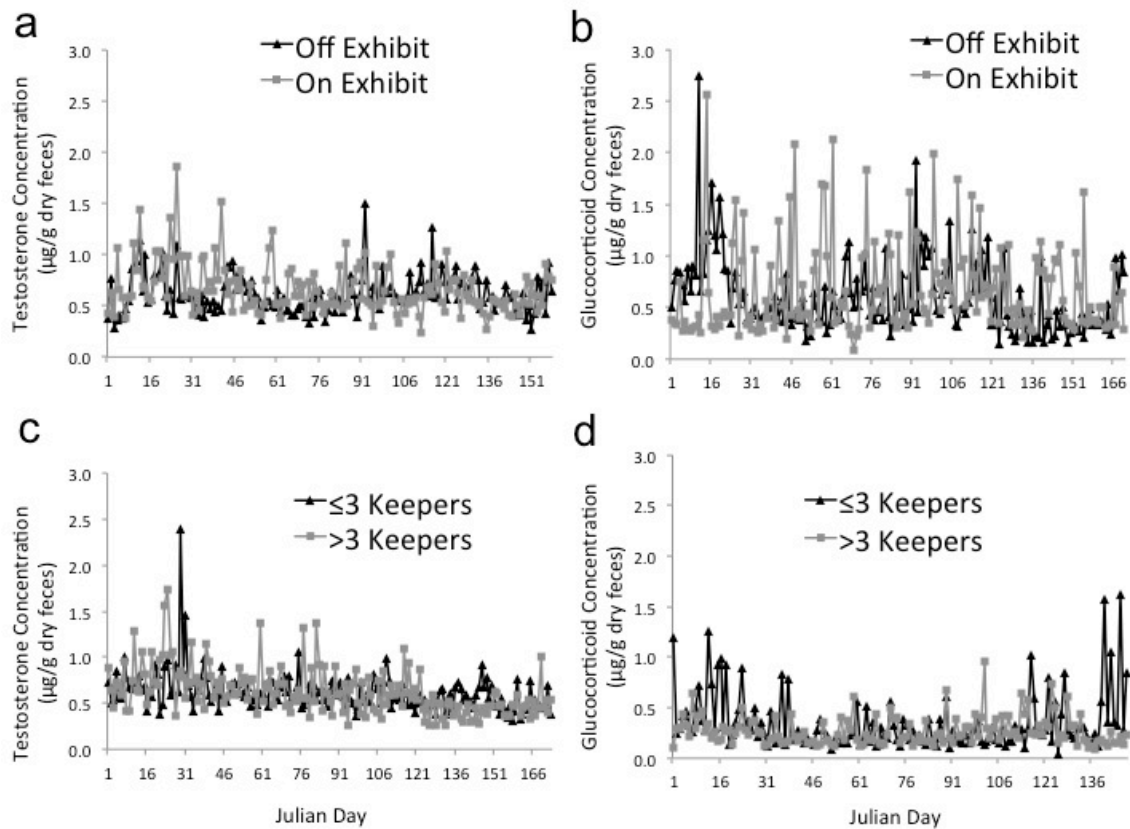 a
Off Exhibit
On Exhibit
Testosterone Concentration
(µg/g dry feces)
3.0
2.5
2.0
1.5
1.0
0.5
0.0
1 16 31 46 61 76 91 106 121 136 151
b
Off Exhibit
On Exhibit
Glucocorticoid Concentration
(µg/g dry feces)
3.0
2.5
2.0
1.5
1.0
0.5
0.0
1 16 31 46 61 76 91 106 121 136 151 166
c
≤3 Keepers
>3 Keepers
Testosterone Concentration
(µg/g dry feces)
3.0
2.5
2.0
1.5
1.0
0.5
0.0
1 16 31 46 61 76 91 106 121 136 151 166
Julian Day
d
≤3 Keepers
>3 Keepers
Glucocorticoid Concentration
(µg/g dry feces)
3.0
2.5
2.0
1.5
1.0
0.5
0.0
1 16 31 46 61 76 91 106 121 136
Julian Day